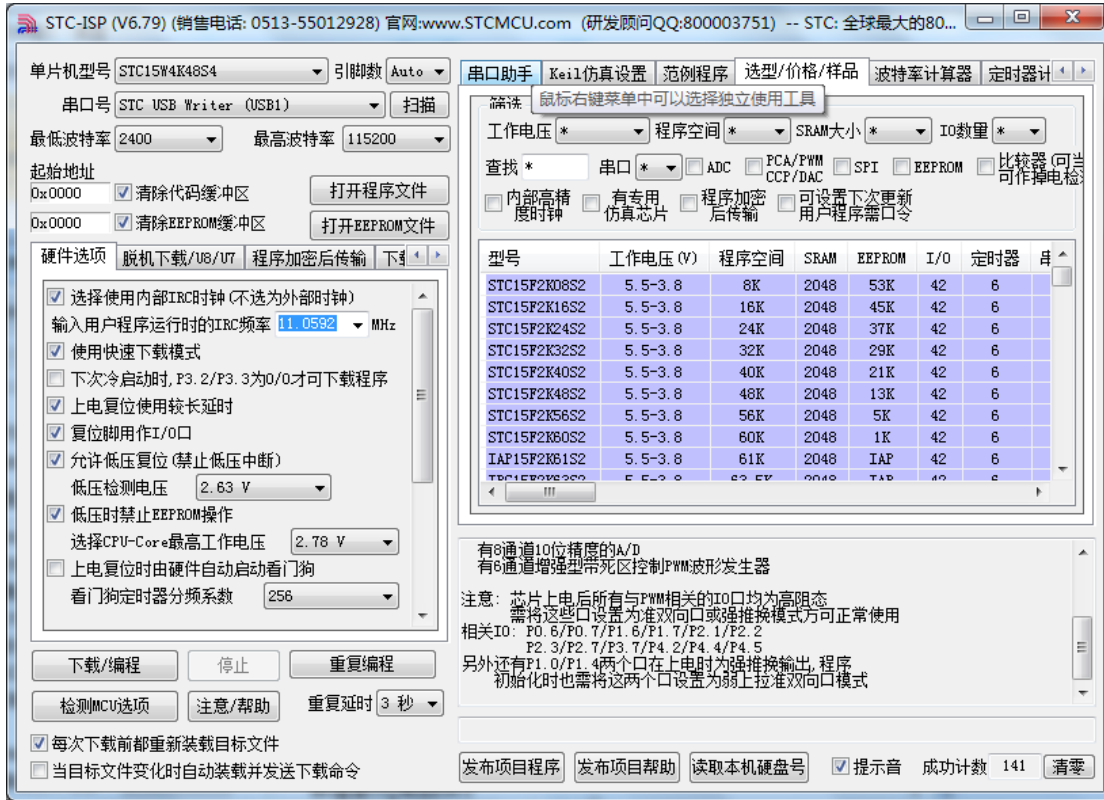 STC-ISP (V6.79) (销售电话: 0513-55012928) 官网:www.STCMCU.com (研发顾问QQ:800003751) -- STC: 全球最大的80...
单片机型号 STC15W4K48S4 引脚数 Auto
串口号 STC USB Writer (USB1) 扫描
最低波特率 2400 最高波特率 115200
起始地址
0x0000 清除代码缓冲区 打开程序文件
0x0000 清除EEPROM缓冲区 打开EEPROM文件
硬件选项 脱机下载/U8/U7 程序加密后传输
选择使用内部IRC时钟(不选为外部时钟)
输入用户程序运行时的IRC频率 11.0592 MHz
使用快速下载模式
下次冷启动时,P3.2/P3.3为0/0才可下载程序
上电复位使用较长延时
复位脚用作I/O口
允许低压复位(禁止低压中断)
低压检测电压 2.63 V
低压时禁止EEPROM操作
选择CPU-Core最高工作电压 2.78 V
上电复位时由硬件自动启动看门狗
看门狗定时器分频系数 256
下载/编程 停止 重复编程
检测MCU选项 注意/帮助 重复延时 3 秒
每次下载前都重新装载目标文件
当目标文件变化时自动装载并发送下载命令
串口助手 Keil仿真设置 范例程序 选型/价格/样品 波特率计算器 定时器计
筛选 鼠标右键菜单中可以选择独立使用工具
工作电压 * 程序空间 * SRAM大小 * IO数量 *
查找 * 串口 * ADC PCA/PWM CCP/DAC SPI EEPROM 比较器(可当 可作掉电检
内部高精度时钟 有专用仿真芯片 程序加密后传输 可设置下次更新用户程序需口令
型号 工作电压(V) 程序空间 SRAM EEPROM I/O 定时器
STC15F2K08S2 5.5-3.8 8K 2048 53K 42 6
STC15F2K16S2 5.5-3.8 16K 2048 45K 42 6
STC15F2K24S2 5.5-3.8 24K 2048 37K 42 6
STC15F2K32S2 5.5-3.8 32K 2048 29K 42 6
STC15F2K40S2 5.5-3.8 40K 2048 21K 42 6
STC15F2K48S2 5.5-3.8 48K 2048 13K 42 6
STC15F2K56S2 5.5-3.8 56K 2048 5K 42 6
STC15F2K60S2 5.5-3.8 60K 2048 1K 42 6
IAP15F2K61S2 5.5-3.8 61K 2048 IAP 42 6
有8通道10位精度的A/D
有6通道增强型带死区控制PWM波形发生器
注意: 芯片上电后所有与PWM相关的IO口均为高阻态
需将这些口设置为准双向口或强推挽模式方可正常使用
相关IO: P0.6/P0.7/P1.6/P1.7/P2.1/P2.2
P2.3/P2.7/P3.7/P4.2/P4.4/P4.5
另外还有P1.0/P1.4两个口在上电时为强推挽输出,程序
初始化时也需将这两个口设置为弱上拉准双向口模式
发布项目程序 发布项目帮助 读取本机硬盘号 提示音 成功计数 141 清零